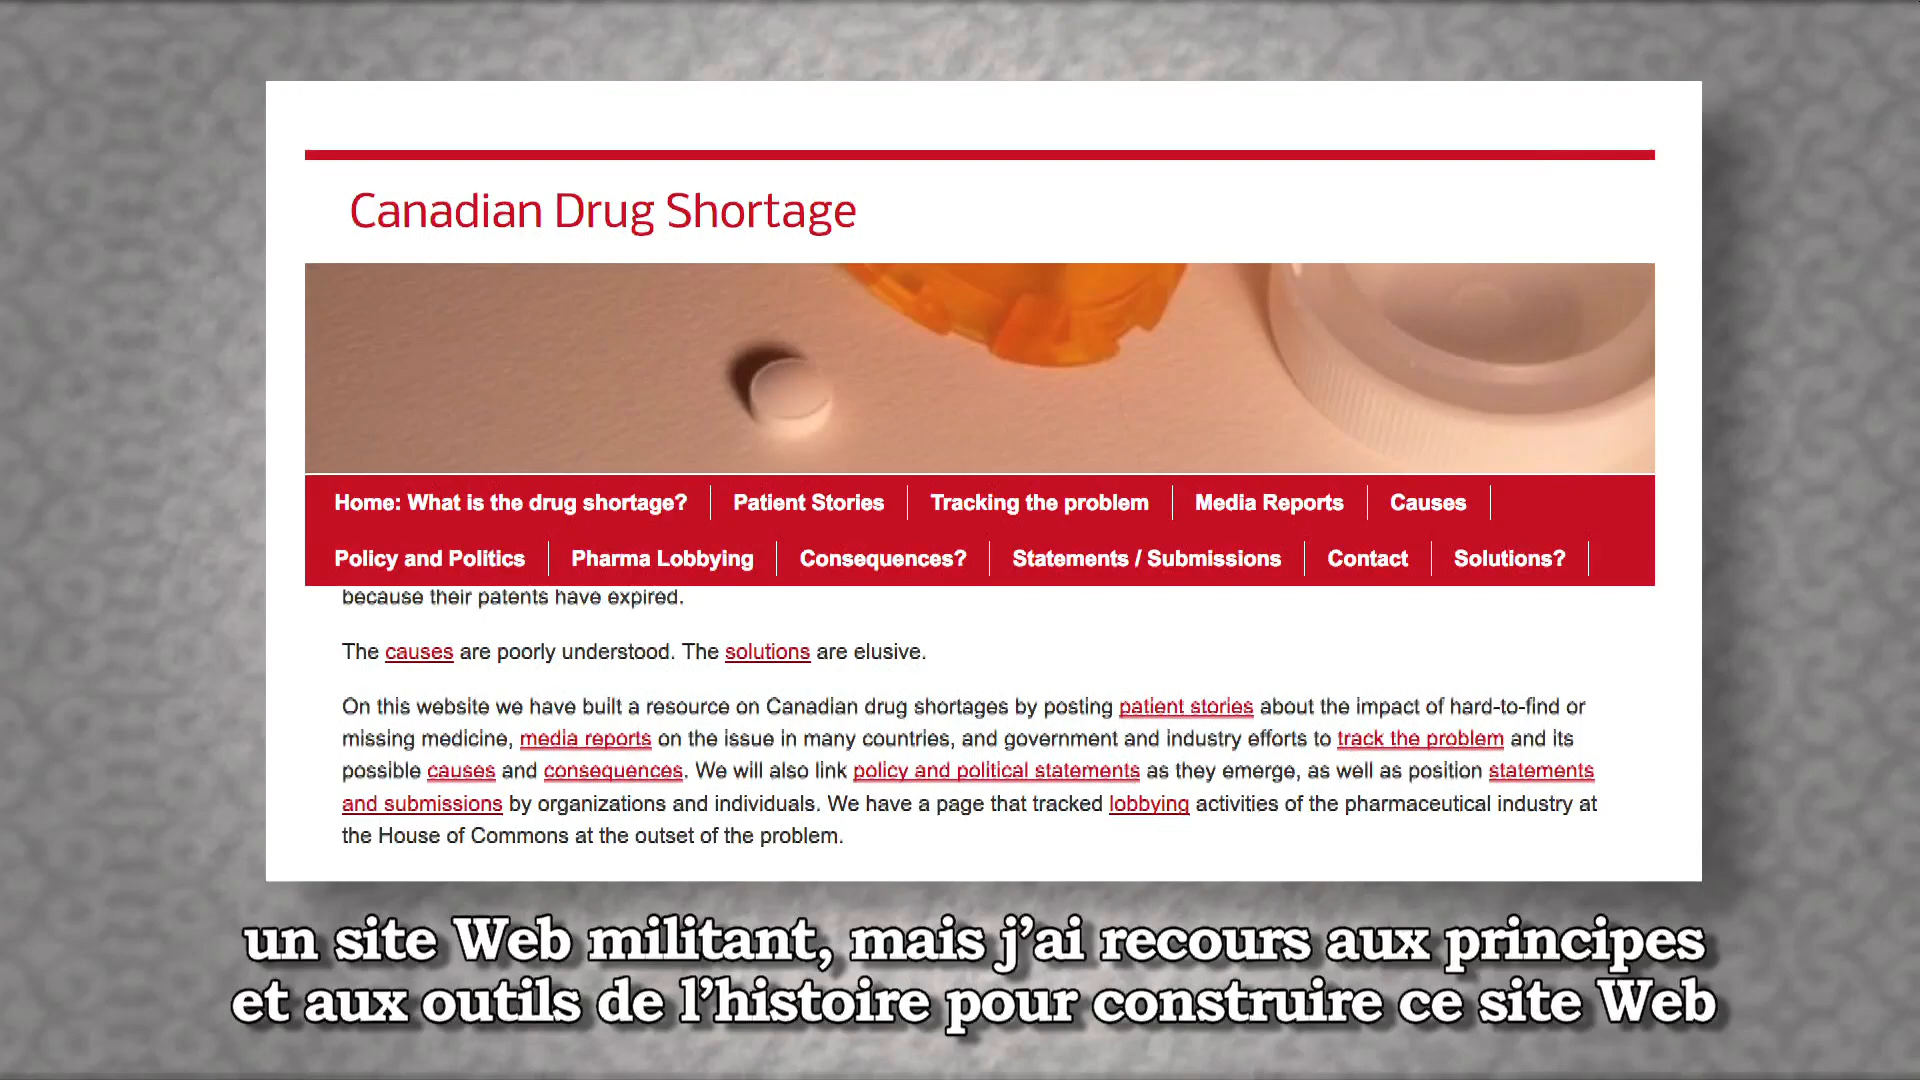 Canadian Drug Shortage
Home: What is the drug shortage? Patient Stories Tracking the problem Media Reports Causes
Policy and Politics Pharma Lobbying Consequences? Statements / Submissions Contact Solutions?
because their patents have expired.
The causes are poorly understood. The solutions are elusive.
On this website we have built a resource on Canadian drug shortages by posting patient stories about the impact of hard-to-find or
missing medicine, media reports on the issue in many countries, and government and industry efforts to track the problem and its
possible causes and consequences. We will also link policy and political statements as they emerge, as well as position statements
and submissions by organizations and individuals. We have a page that tracked lobbying activities of the pharmaceutical industry at
the House of Commons at the outset of the problem.
un site Web militant, mais j’ai recours aux principes
et aux outils de l’histoire pour construire ce site Web